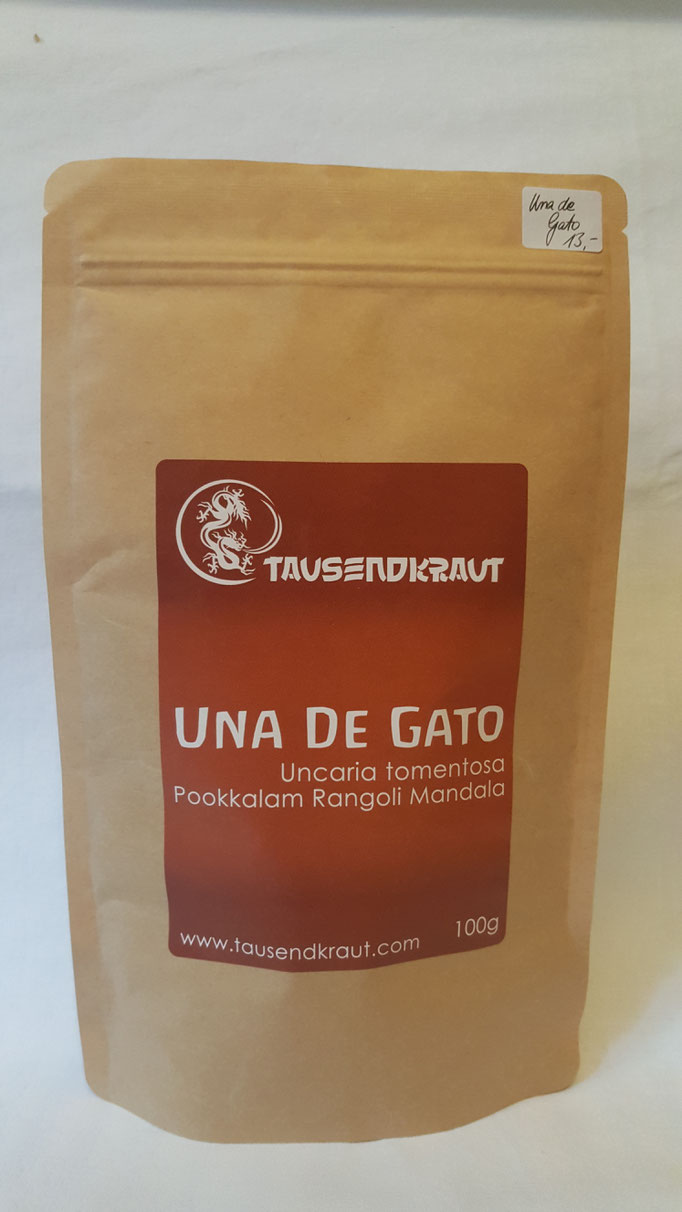 Una de
Gato
13,-
TAUSENDKRAUT
UNA DE GATO
Uncaria tomentosa
Pookkalam Rangoli Mandala
www.tausendkraut.com
100g